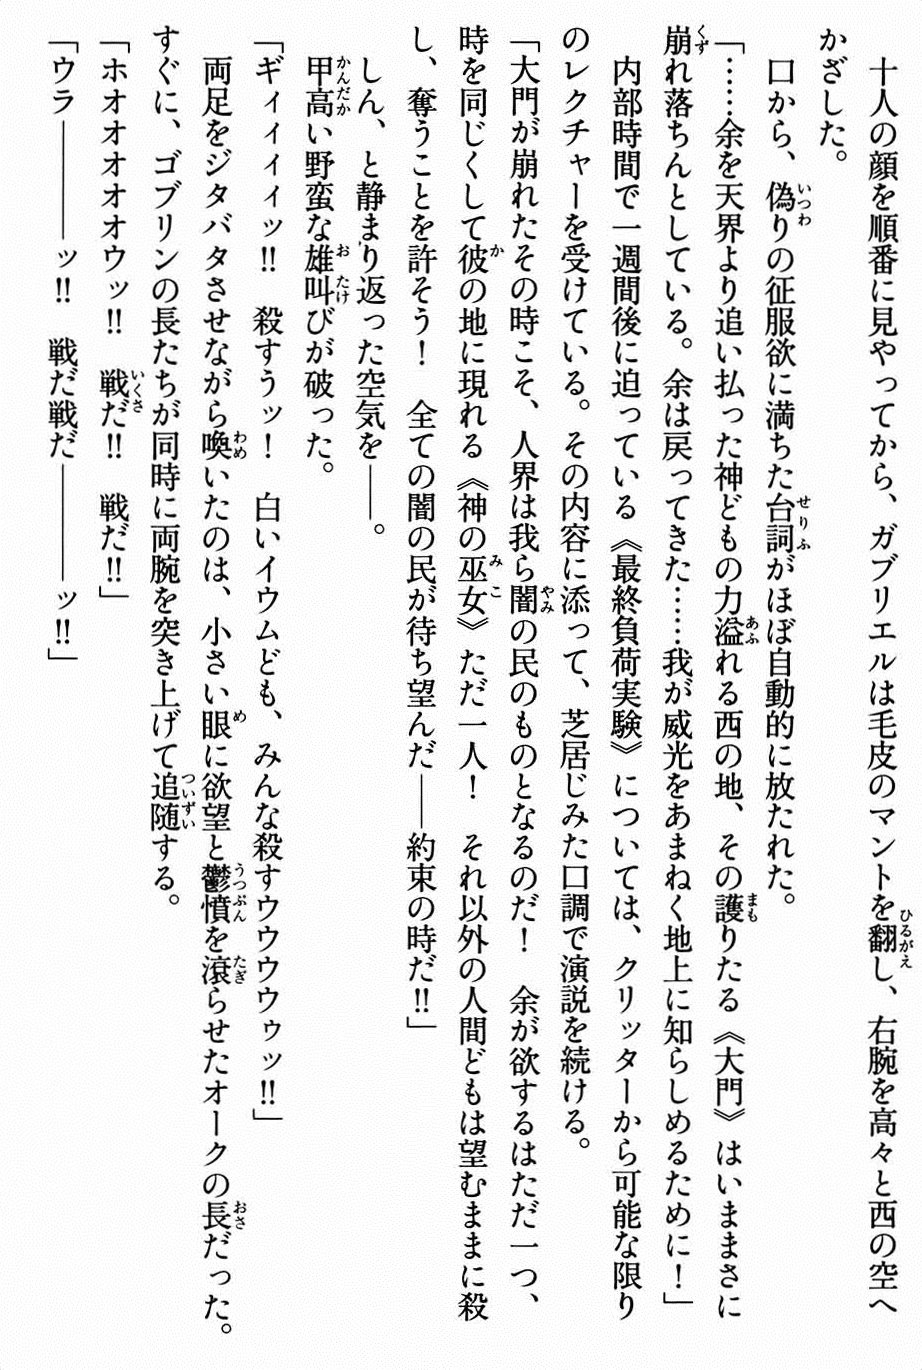 十人の顔を順番に見やってから、ガブリエルは毛皮のマントを翻し、右腕を高々と西の空へ
かざした。
口から、偽りの征服欲に満ちた台詞がほぼ自動的に放たれた。
「……余を天界より追い払った神どもの力溢れる西の地、その護りたる《大門》はいままさに
崩れ落ちんとしている。余は戻ってきた……我が威光をあまねく地上に知らしめるために！」
内部時間で一週間後に迫っている《最終負荷実験》については、クリッターから可能な限り
のレクチャーを受けている。その内容に添って、芝居じみた口調で演説を続ける。
「大門が崩れたその時こそ、人界は我ら闇の民のものとなるのだ！　余が欲するはただ一つ、
時を同じくして彼の地に現れる《神の巫女》ただ一人！　それ以外の人間どもは望むままに殺
し、奪うことを許そう！　全ての闇の民が待ち望んだ――約束の時だ!!」
しん、と静まり返った空気を――。
甲高い野蛮な雄叫びが破った。
「ギィィィィッ!!　殺すうッ！　白いイウムども、みんな殺すウウウウゥッ!!」
両足をジタバタさせながら喚いたのは、小さい眼に欲望と鬱憤を滾らせたオークの長だった。
すぐに、ゴブリンの長たちが同時に両腕を突き上げて追随する。
「ホオオオオウッ!!　戦だ!!　戦だ!!」
「ウラ――――ッ!!　戦だ戦だ――――――ッ!!」